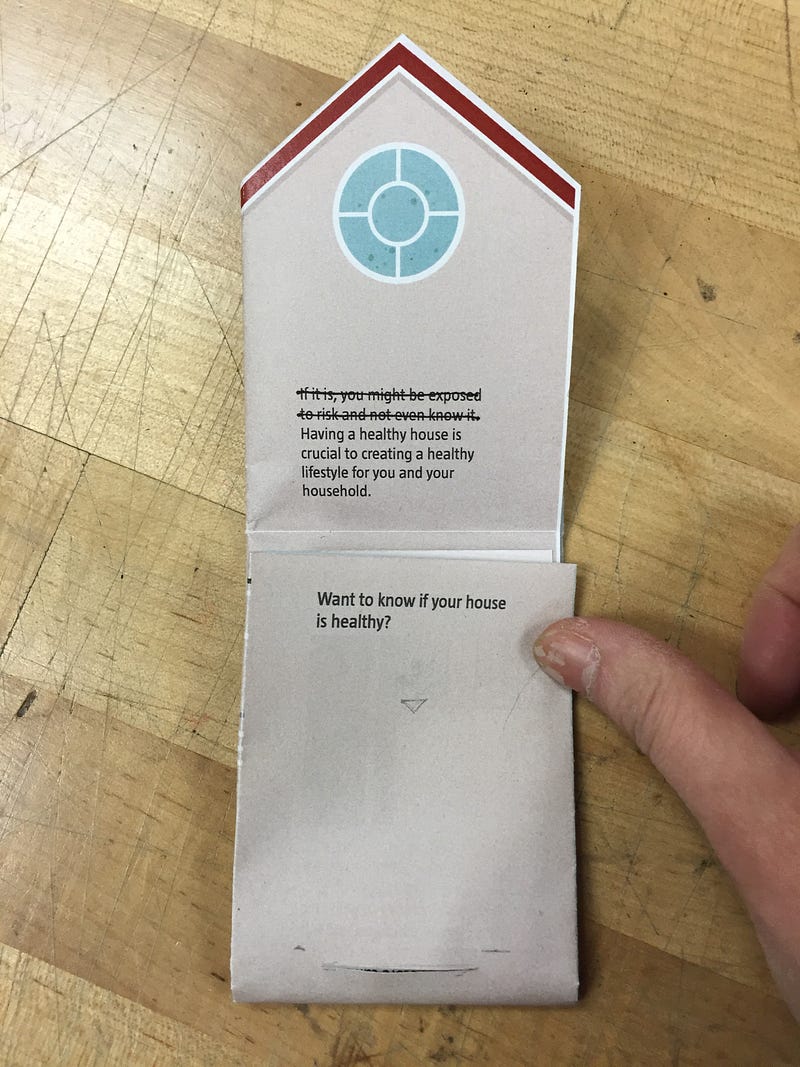 If it is, you might be exposed
to risk and not even know it.
Having a healthy house is
crucial to creating a healthy
lifestyle for you and your
household.
Want to know if your house
is healthy?